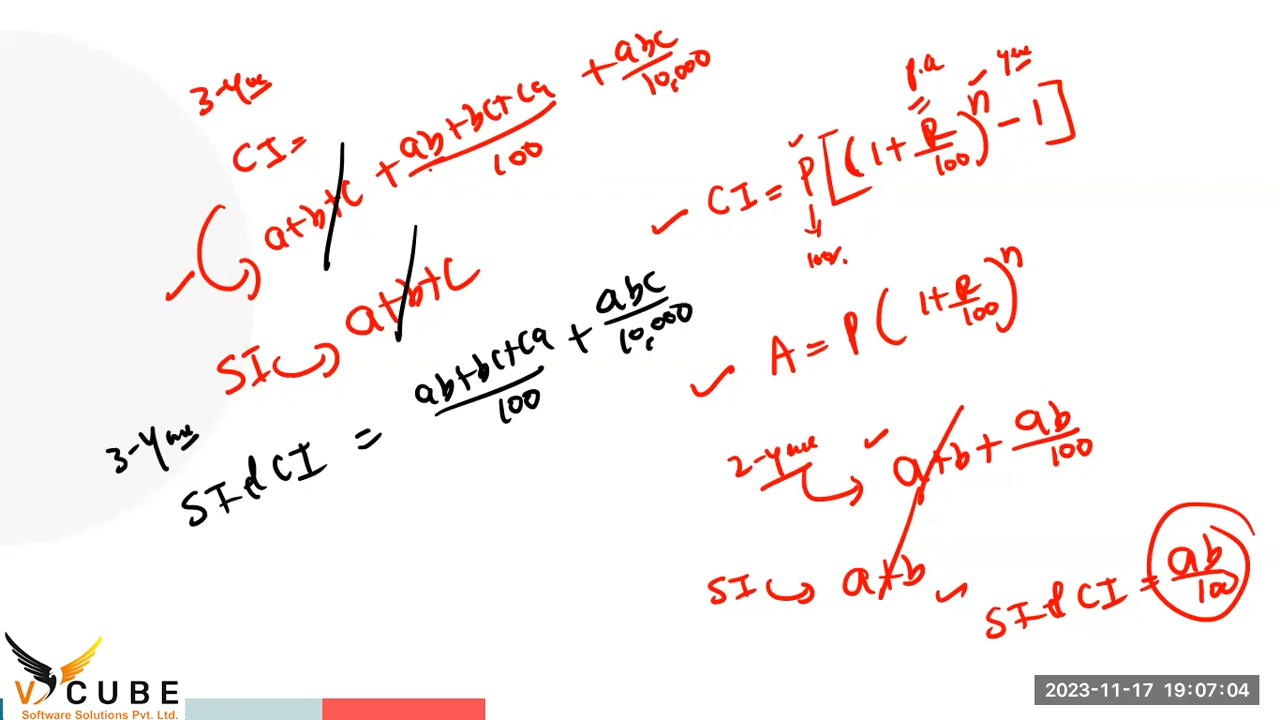 3-Years
CI =
a+b+c + ab+bc+ca/100 + abc/10,000
SI → a+b+c
3-Years
SI d CI = ab+bc+ca/100 + abc/10,000
p.a
years
CI = P[(1+R/100)^n - 1]
100%
A = P(1+R/100)^n
2-years → a+b+ab/100
SI → a+b
SI d CI = ab/100
V CUBE
Software Solutions Pvt. Ltd.
2023-11-17 19:07:04